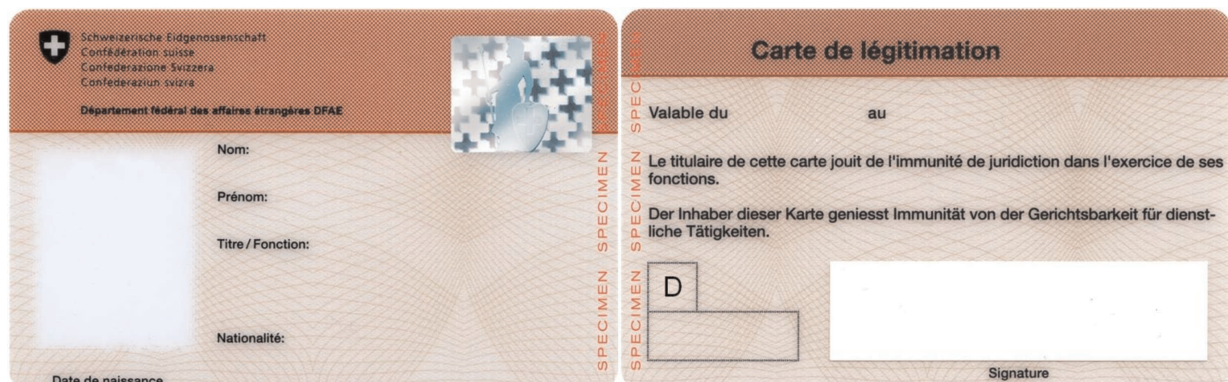 Schweizerische Eidgenossenschaft
Confédération suisse
Confederazione Svizzera
Confederaziun svizra
Département fédéral des affaires étrangères DFAE
Nom:
Prénom:
Titre / Fonction:
Nationalité:
Date de naissance
SPECIMEN SPECIMEN SPECIMEN
Carte de légitimation
Valable du au
Le titulaire de cette carte jouit de l'immunité de juridiction dans l'exercice de ses
fonctions.
Der Inhaber dieser Karte geniesst Immunität von der Gerichtsbarkeit für dienst-
liche Tätigkeiten.
D
Signature
SPECIMEN SPECIMEN SPECIMEN